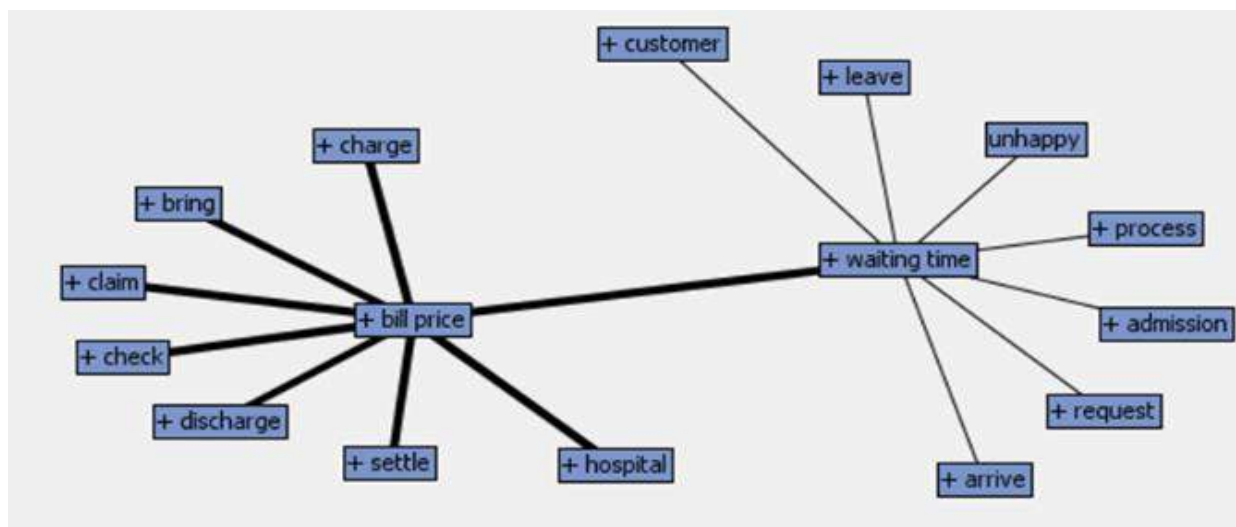 + customer
+ leave
unhappy
+ charge
+ bring
+ process
+ waiting time
+ claim
+ bill price
+ admission
+ check
+ request
+ discharge
+ settle
+ hospital
+ arrive